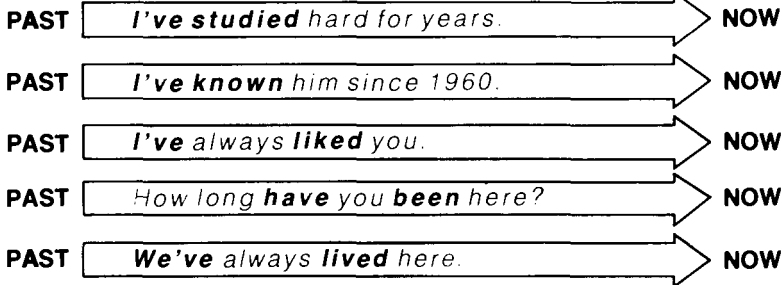 PAST I've studied hard for years. NOW
PAST I've known him since 1960. NOW
PAST I've always liked you. NOW
PAST How long have you been here? NOW
PAST We've always lived here. NOW